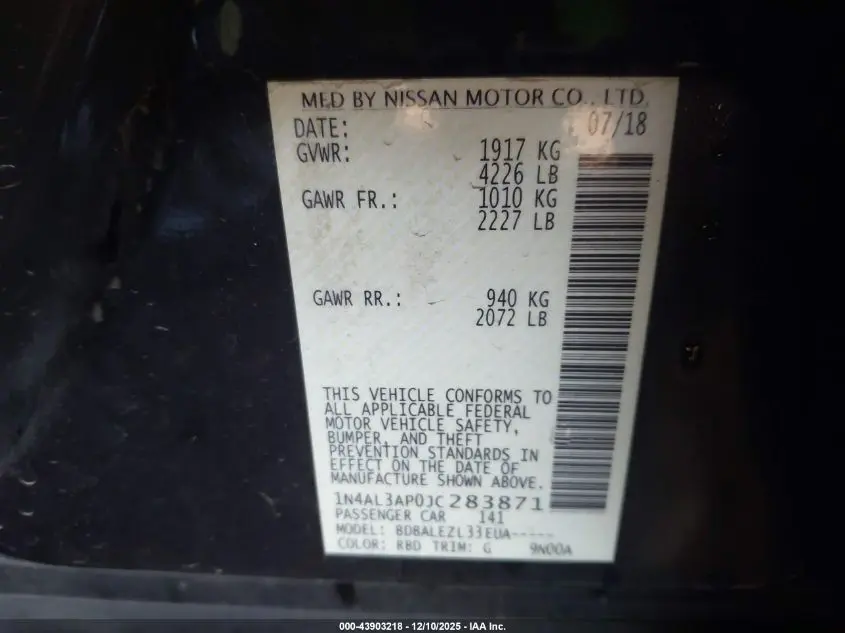 MFD BY NISSAN MOTOR CO., LTD.
DATE: 07/18
GVWR: 1917 KG
4226 LB
GAWR FR.: 1010 KG
2227 LB
GAWR RR.: 940 KG
2072 LB
THIS VEHICLE CONFORMS TO
ALL APPLICABLE FEDERAL
MOTOR VEHICLE SAFETY,
BUMPER, AND THEFT
PREVENTION STANDARDS IN
EFFECT ON THE DATE OF
MANUFACTURE SHOWN ABOVE.
1N4AL3AP0JC283871
PASSENGER CAR 141
MODEL: BDBALEZL33EUA-----
COLOR: RBD TRIM: G 9N00A
000-43903218 - 12/10/2025 - IAA Inc.